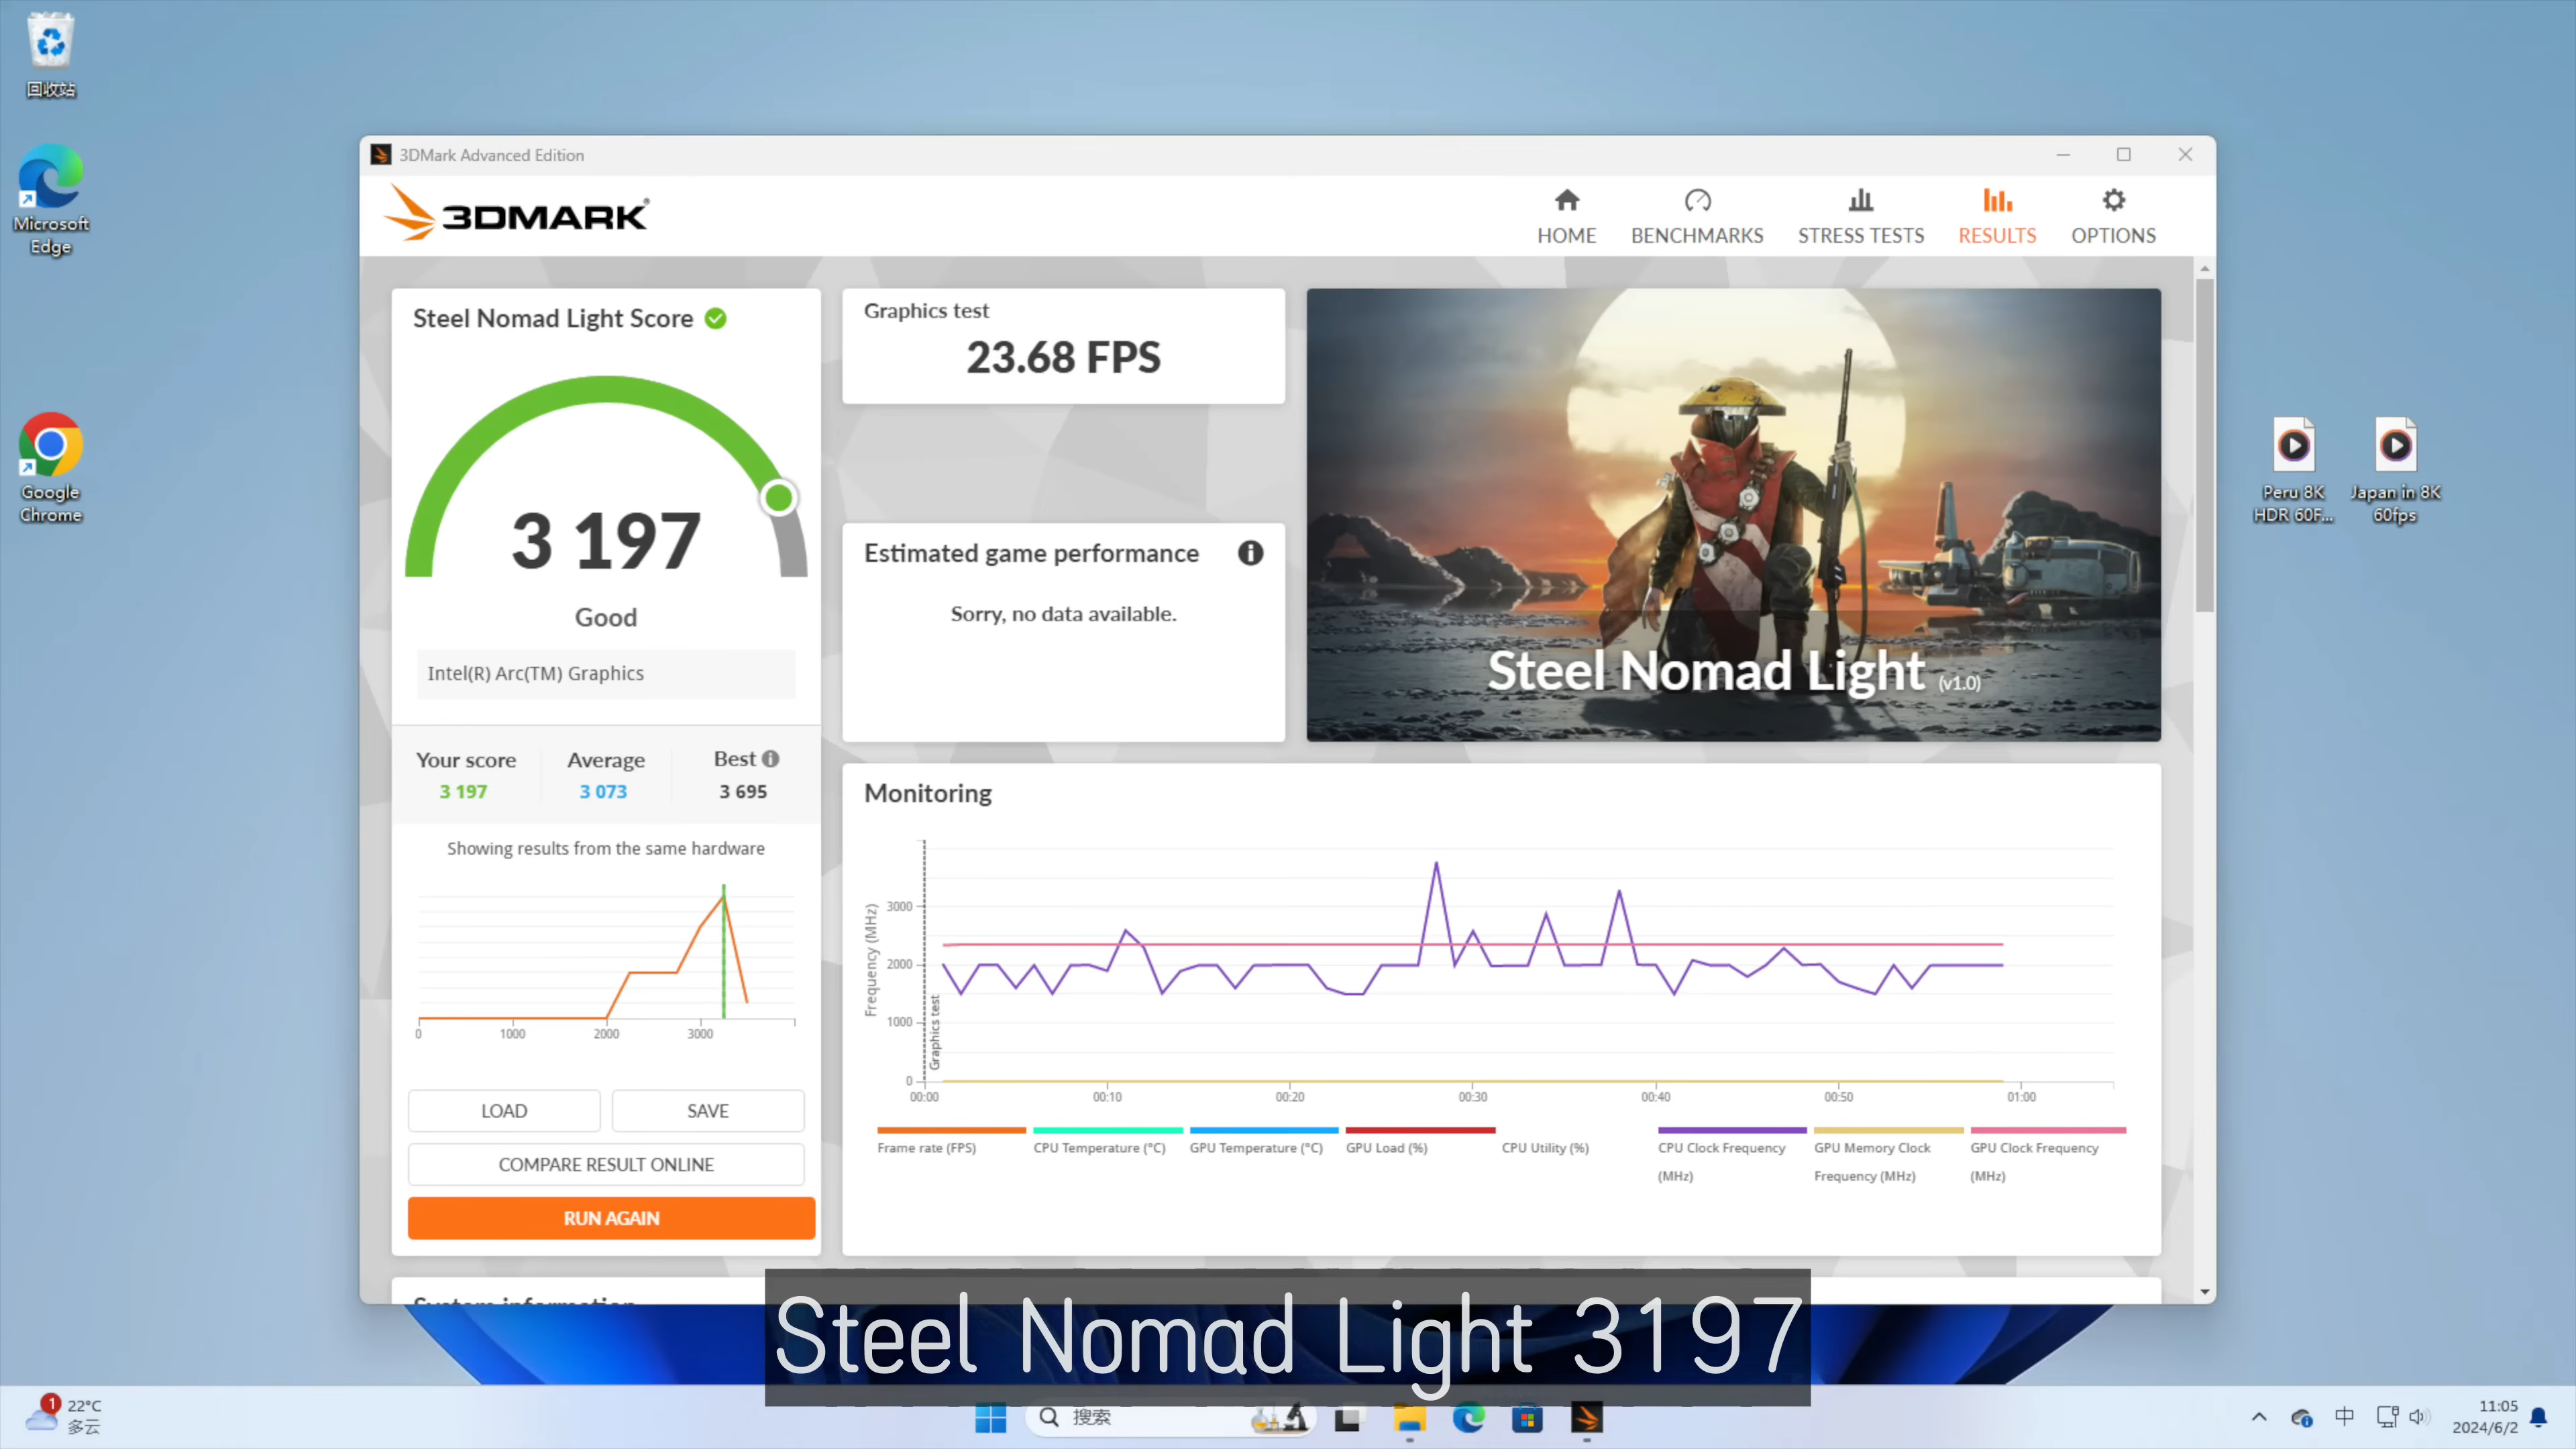 回收站
Microsoft
Edge
Google
Chrome
Peru 8K
HDR 60F...
Japan in 8K
60fps
3DMark Advanced Edition
3DMARK®
HOME
BENCHMARKS
STRESS TESTS
RESULTS
OPTIONS
Steel Nomad Light Score
3 197
Good
Intel(R) Arc(TM) Graphics
Your score
Average
Best
3 197
3 073
3 695
Showing results from the same hardware
0
1000
2000
3000
LOAD
SAVE
COMPARE RESULT ONLINE
RUN AGAIN
Graphics test
23.68 FPS
Estimated game performance
Sorry, no data available.
Steel Nomad Light (v1.0)
Monitoring
Frequency (MHz)
3000
2000
1000
0
Graphics test
00:00
00:10
00:20
00:30
00:40
00:50
01:00
Frame rate (FPS)
CPU Temperature (°C)
GPU Temperature (°C)
GPU Load (%)
CPU Utility (%)
CPU Clock Frequency
(MHz)
GPU Memory Clock
Frequency (MHz)
GPU Clock Frequency
(MHz)
System information
Steel Nomad Light 3197
1
22°C
多云
搜索
中
11:05
2024/6/2